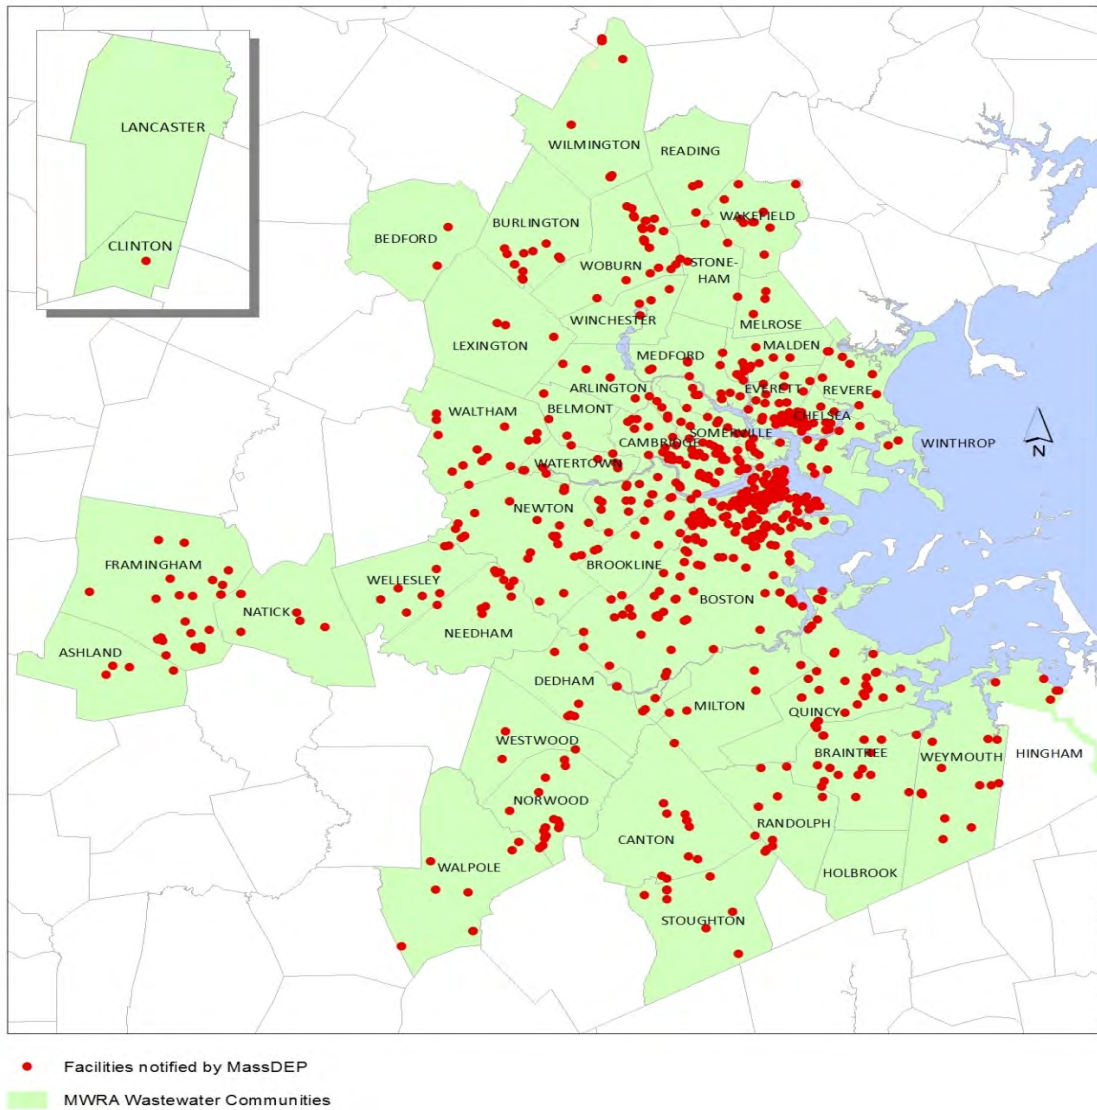 LANCASTER
CLINTON
WILMINGTON
READING
BEDFORD
BURLINGTON
WAKEFIELD
WOBURN
STONE-
HAM
WINCHESTER
MELROSE
LEXINGTON
MEDFORD
MALDEN
ARLINGTON
EVERETT
REVERE
WALTHAM
BELMONT
CHELSEA
SOMERVILLE
CAMBRIDGE
WINTHROP
N
WATERTOWN
NEWTON
FRAMINGHAM
BROOKLINE
WELLESLEY
NATICK
BOSTON
NEEDHAM
ASHLAND
DEDHAM
MILTON
QUINCY
WESTWOOD
BRAINTREE
WEYMOUTH
HINGHAM
NORWOOD
RANDOLPH
CANTON
WALPOLE
HOLBROOK
STOUGHTON
Facilities notified by MassDEP
MWRA Wastewater Communities